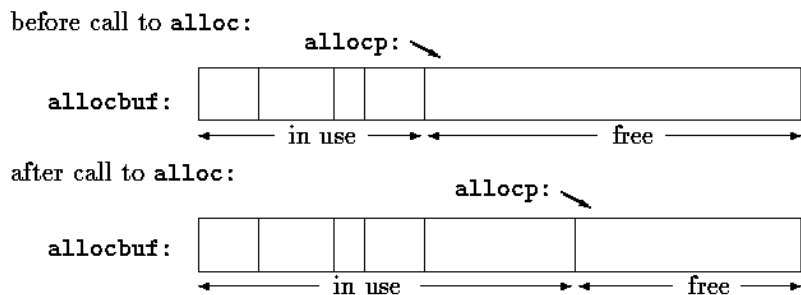 before call to alloc:
allocp:
allocbuf:
in use free
after call to alloc:
allocp:
allocbuf:
in use free